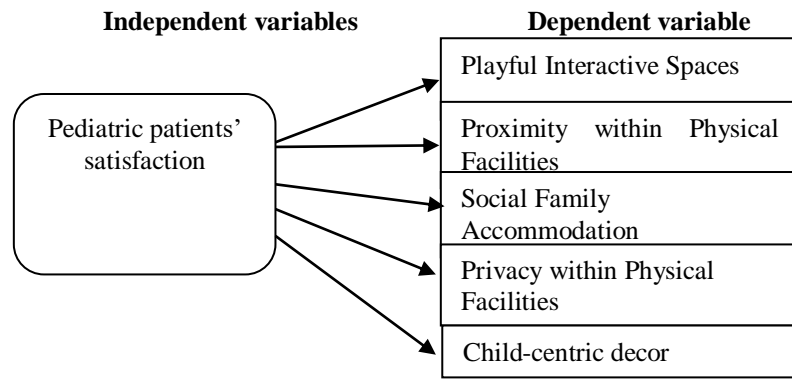 Independent variables
Dependent variable
Pediatric patients’
satisfaction
Playful Interactive Spaces
Proximity within Physical
Facilities
Social Family
Accommodation
Privacy within Physical
Facilities
Child-centric decor